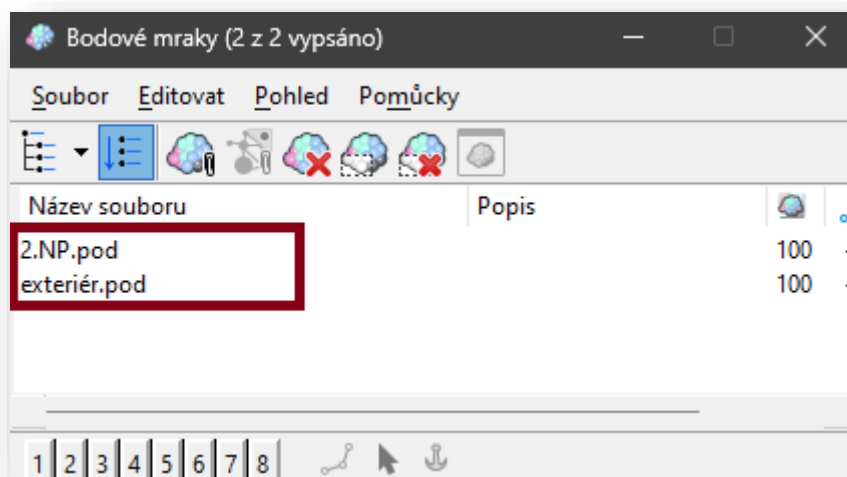 Bodové mraky (2 z 2 vypsáno)
Soubor Editovat Pohled Pomůcky
Název souboru Popis
2.NP.pod 100
exteriér.pod 100
1 2 3 4 5 6 7 8